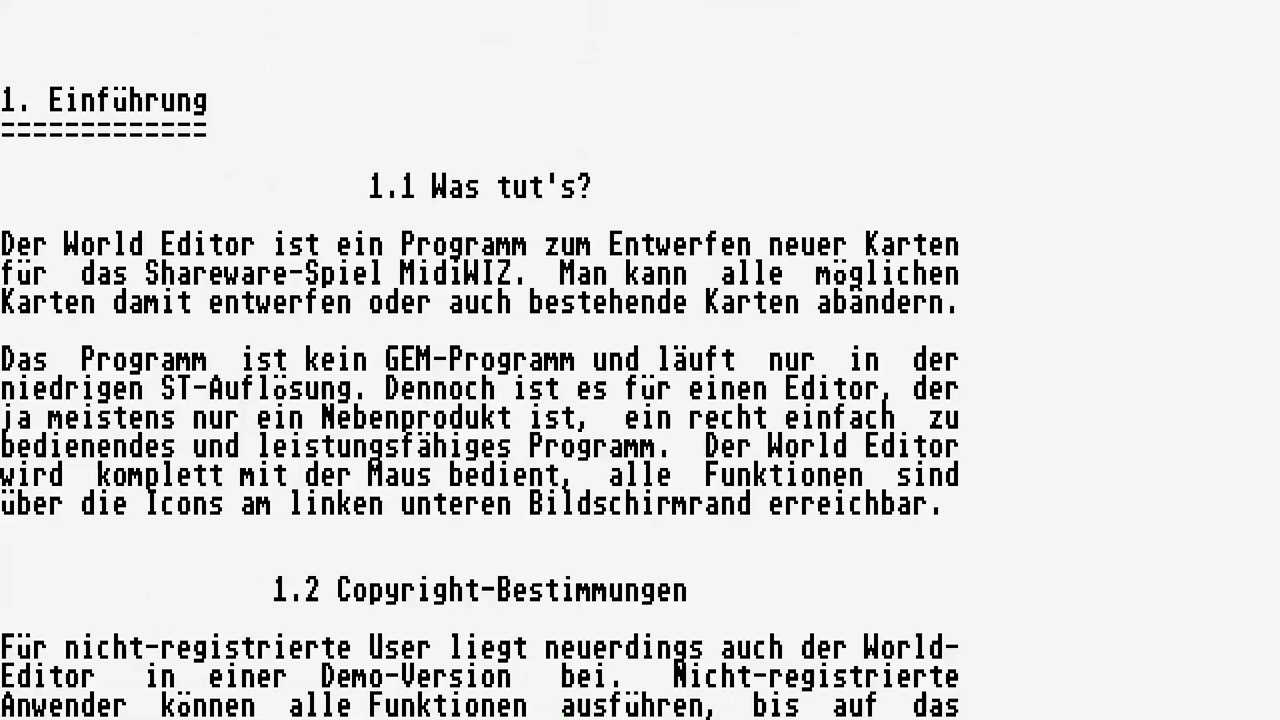 1. Einführung
=============
1.1 Was tut's?
Der World Editor ist ein Programm zum Entwerfen neuer Karten
für  das Shareware-Spiel MidiWIZ.  Man kann  alle  möglichen
Karten damit entwerfen oder auch bestehende Karten abändern.
Das  Programm  ist kein GEM-Programm und läuft  nur  in  der
niedrigen ST-Auflösung. Dennoch ist es für einen Editor, der
ja meistens nur ein Nebenprodukt ist,  ein recht einfach  zu
bedienendes und leistungsfähiges Programm.  Der World Editor
wird  komplett mit der Maus bedient,  alle  Funktionen  sind
über die Icons am linken unteren Bildschirmrand erreichbar.
1.2 Copyright-Bestimmungen
Für nicht-registrierte User liegt neuerdings auch der World-
Editor   in  einer  Demo-Version   bei.   Nicht-registrierte
Anwender  können  alle Funktionen  ausführen,  bis  auf  das